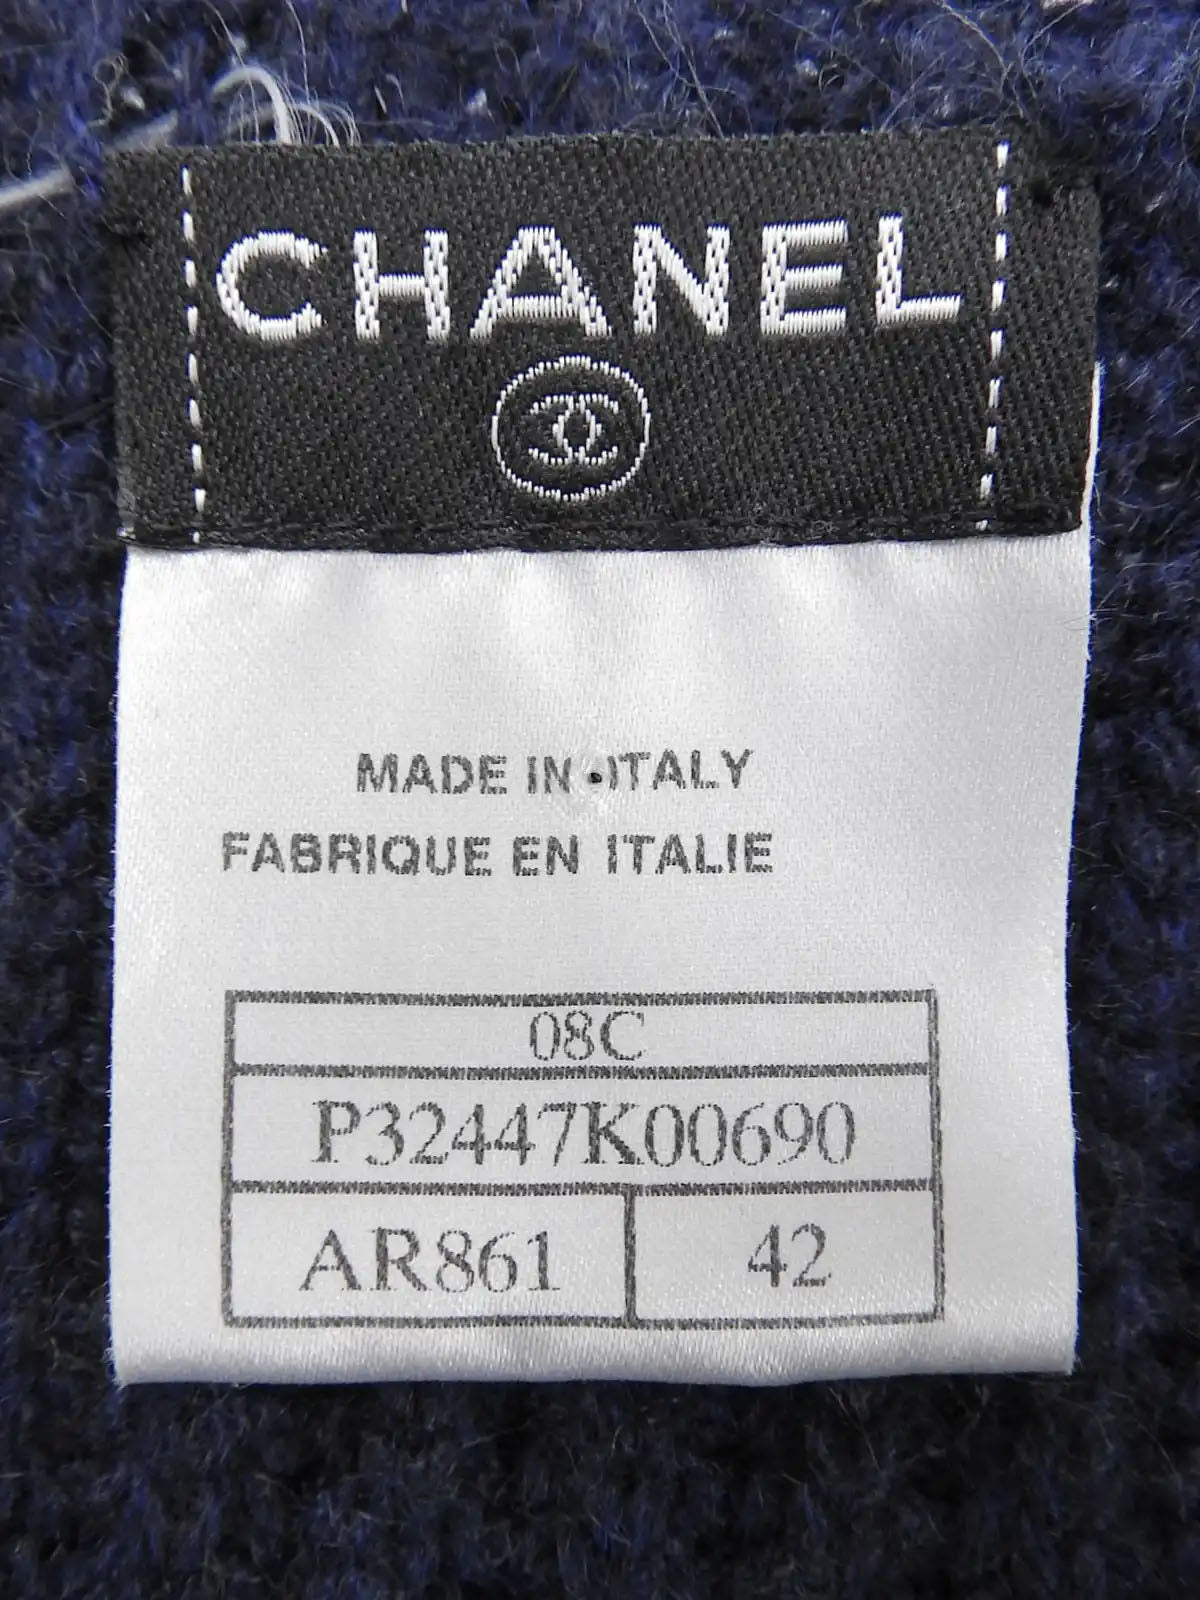 CHANEL
MADE IN ITALY
FABRIQUE EN ITALIE
08C
P32447K00690
AR861 42